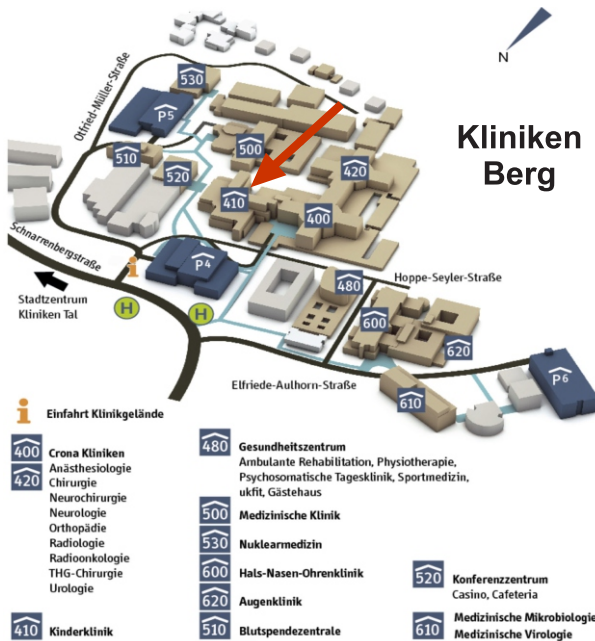 Kliniken
Berg
N
Otfried-Müller-Straße
530
P5
510
500
520
420
410
400
Schnarrenbergstraße
i
P4
Stadtzentrum
Kliniken Tal
H
H
Hoppe-Seyler-Straße
480
600
620
Elfriede-Aulhorn-Straße
610
P6
i Einfahrt Klinikgelände
400 Crona Kliniken
420 Anästhesiologie
Chirurgie
Neurochirurgie
Neurologie
Orthopädie
Radiologie
Radioonkologie
THG-Chirurgie
Urologie
410 Kinderklinik
480 Gesundheitszentrum
Ambulante Rehabilitation, Physiotherapie,
Psychosomatische Tagesklinik, Sportmedizin,
ukfit, Gästehaus
500 Medizinische Klinik
530 Nuklearmedizin
600 Hals-Nasen-Ohrenklinik
620 Augenklinik
510 Blutspendezentrale
520 Konferenzzentrum
Casino, Cafeteria
610 Medizinische Mikrobiologie
Medizinische Virologie